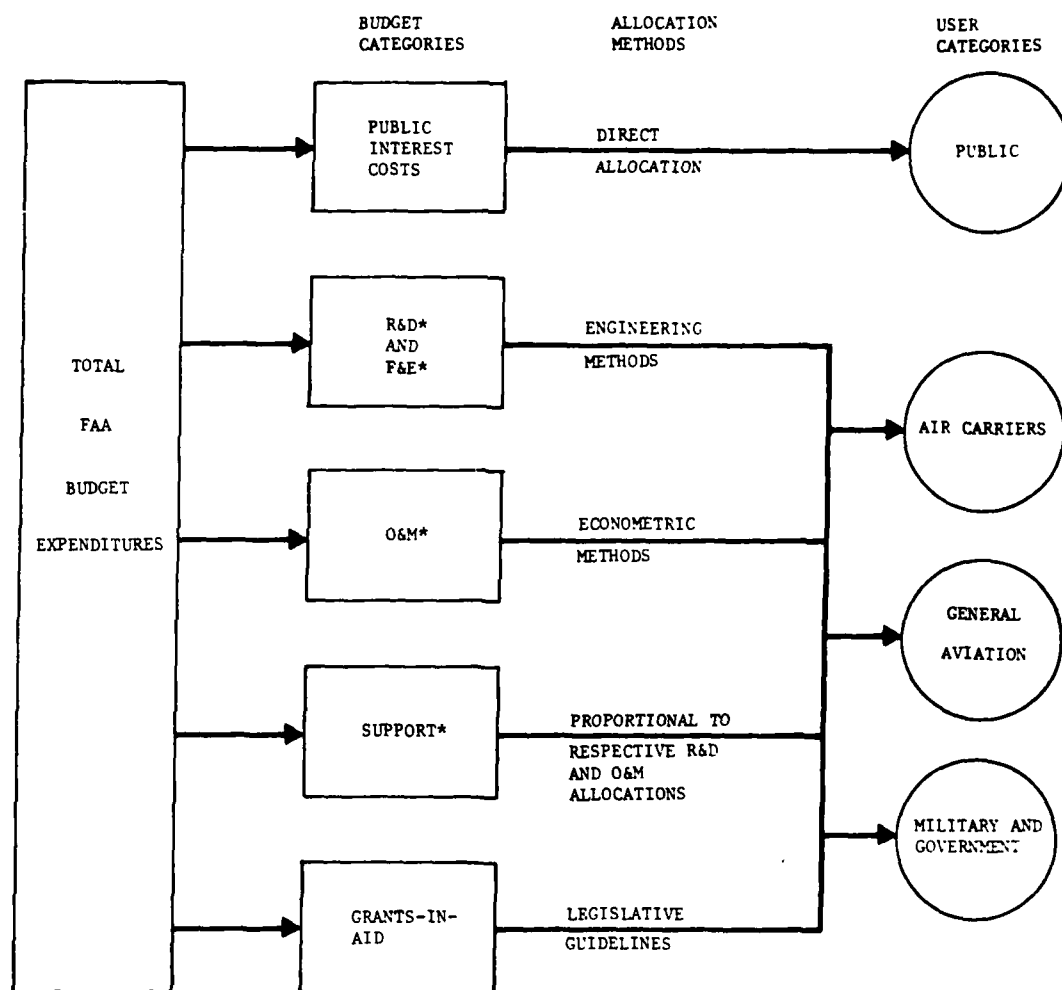 BUDGET
CATEGORIES
ALLOCATION
METHODS
USER
CATEGORIES
TOTAL
FAA
BUDGET
EXPENDITURES
PUBLIC
INTEREST
COSTS
DIRECT
ALLOCATION
PUBLIC
R&D*
AND
F&E*
ENGINEERING
METHODS
AIR CARRIERS
O&M*
ECONOMETRIC
METHODS
GENERAL
AVIATION
SUPPORT*
PROPORTIONAL TO
RESPECTIVE R&D
AND O&M
ALLOCATIONS
MILITARY AND
GOVERNMENT
GRANTS-IN-
AID
LEGISLATIVE
GUIDELINES